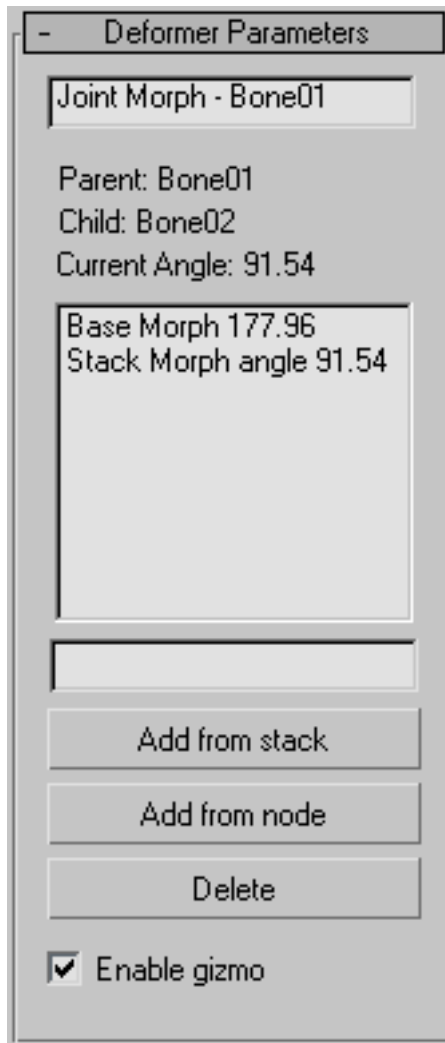 - Deformer Parameters
Joint Morph - Bone01
Parent: Bone01
Child: Bone02
Current Angle: 91.54
Base Morph 177.96
Stack Morph angle 91.54
Add from stack
Add from node
Delete
Enable gizmo